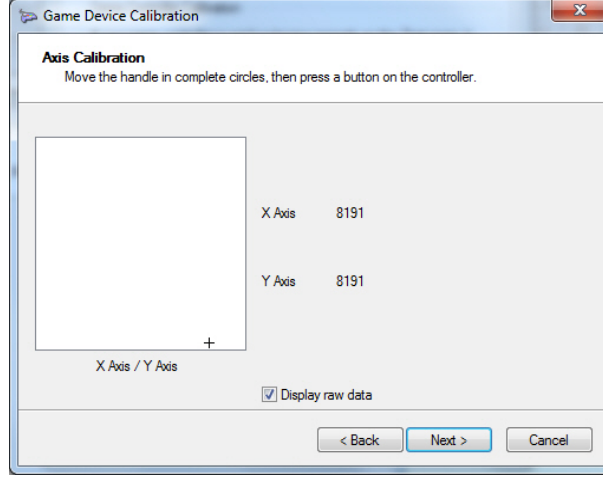 Game Device Calibration
Axis Calibration
Move the handle in complete circles, then press a button on the controller.
X Axis 8191
Y Axis 8191
X Axis / Y Axis
Display raw data
< Back Next > Cancel